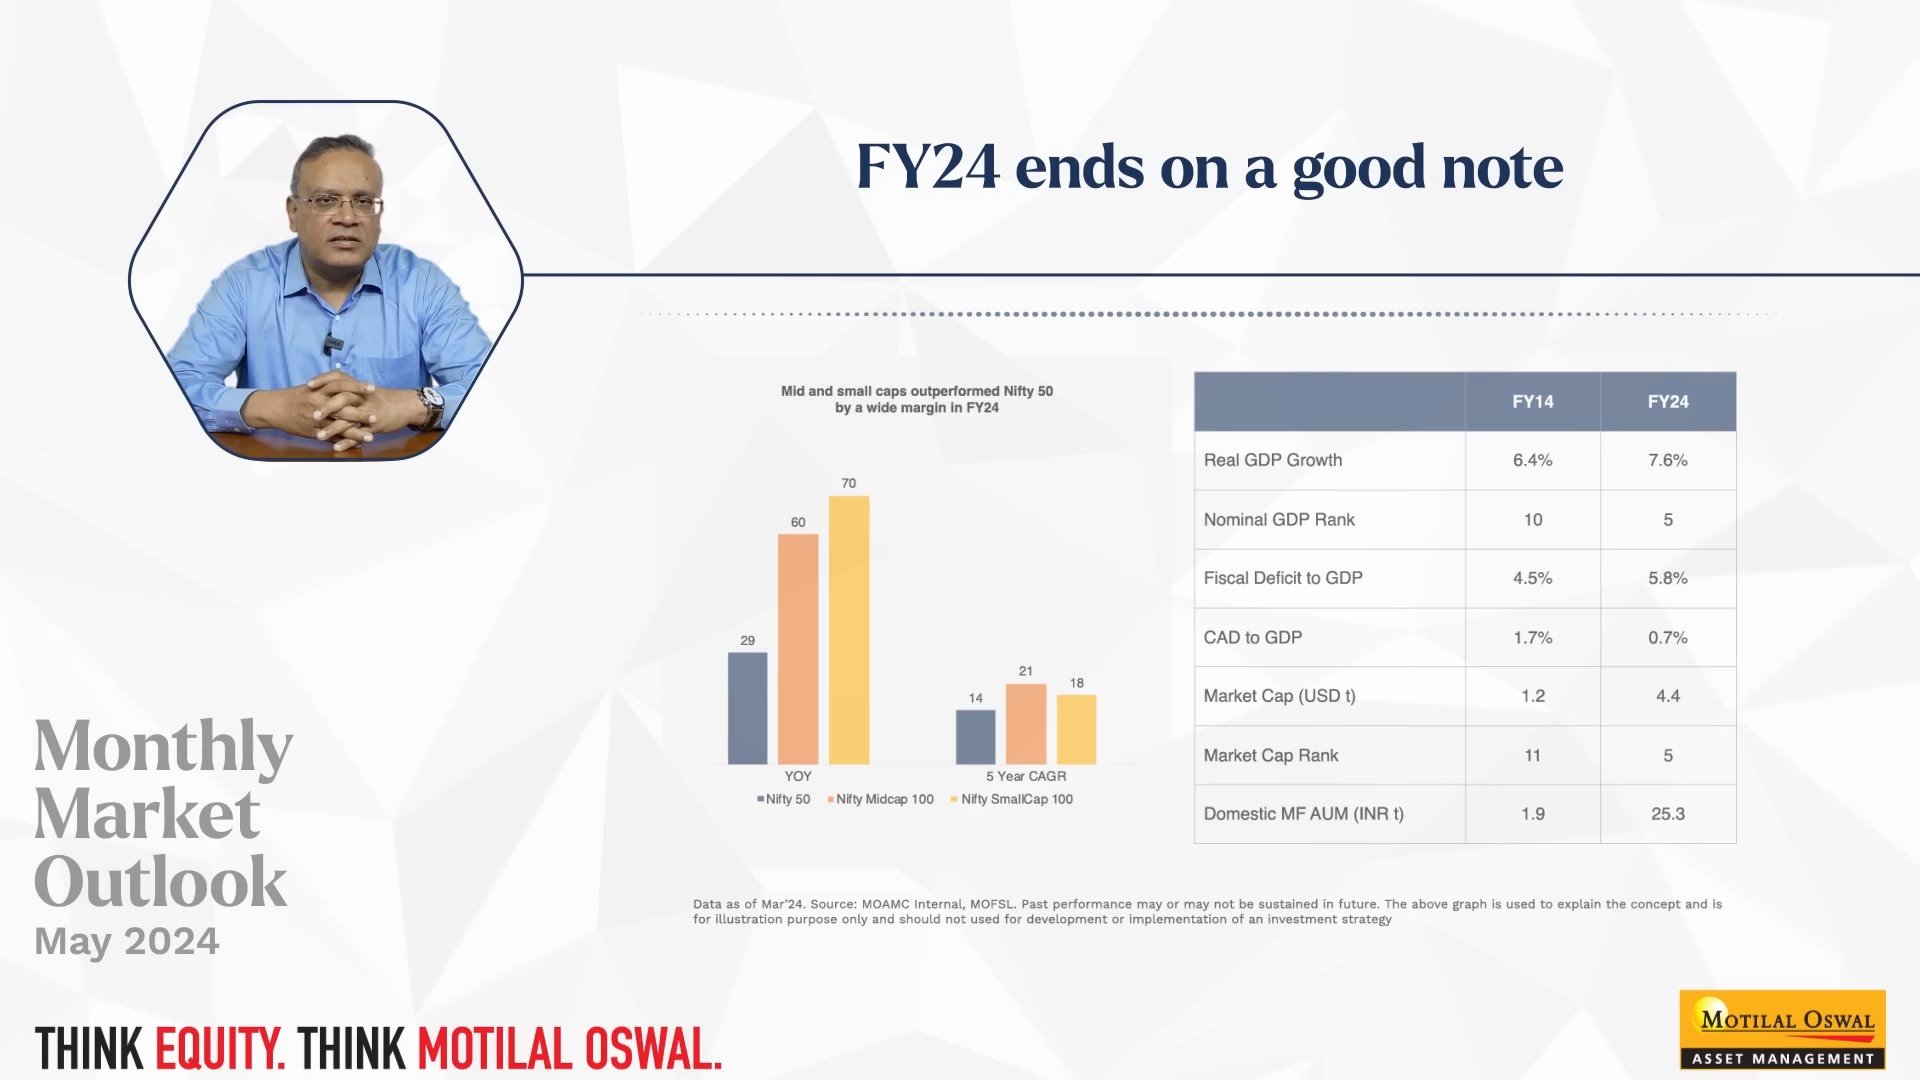 FY24 ends on a good note
Mid and small caps outperformed Nifty 50
by a wide margin in FY24
70
60
29
21
18
14
YOY 5 Year CAGR
Nifty 50 Nifty Midcap 100 Nifty SmallCap 100
FY14 FY24
Real GDP Growth 6.4% 7.6%
Nominal GDP Rank 10 5
Fiscal Deficit to GDP 4.5% 5.8%
CAD to GDP 1.7% 0.7%
Market Cap (USD t) 1.2 4.4
Market Cap Rank 11 5
Domestic MF AUM (INR t) 1.9 25.3
Data as of Mar'24. Source: MOAMC Internal, MOFSL. Past performance may or may not be sustained in future. The above graph is used to explain the concept and is
for illustration purpose only and should not used for development or implementation of an investment strategy
Monthly
Market
Outlook
May 2024
THINK EQUITY. THINK MOTILAL OSWAL.
MOTILAL OSWAL
ASSET MANAGEMENT